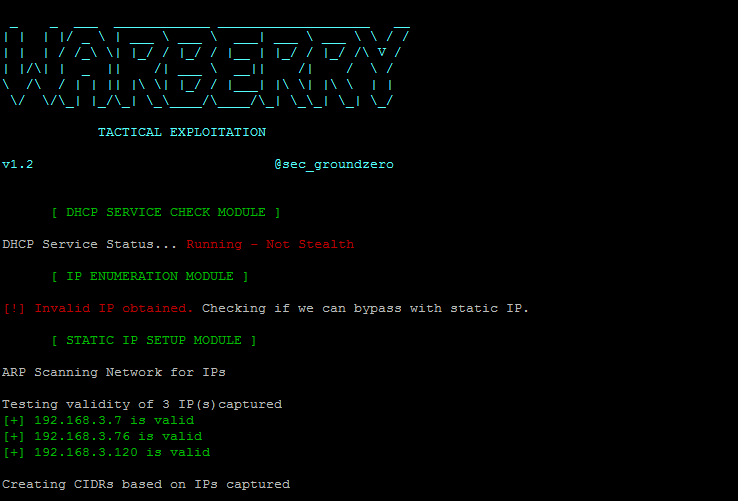 WARBERRY
TACTICAL EXPLOITATION
v1.2 @sec_groundzero
[ DHCP SERVICE CHECK MODULE ]
DHCP Service Status... Running - Not Stealth
[ IP ENUMERATION MODULE ]
[!] Invalid IP obtained. Checking if we can bypass with static IP.
[ STATIC IP SETUP MODULE ]
ARP Scanning Network for IPs
Testing validity of 3 IP(s)captured
[+] 192.168.3.7 is valid
[+] 192.168.3.76 is valid
[+] 192.168.3.120 is valid
Creating CIDRs based on IPs captured